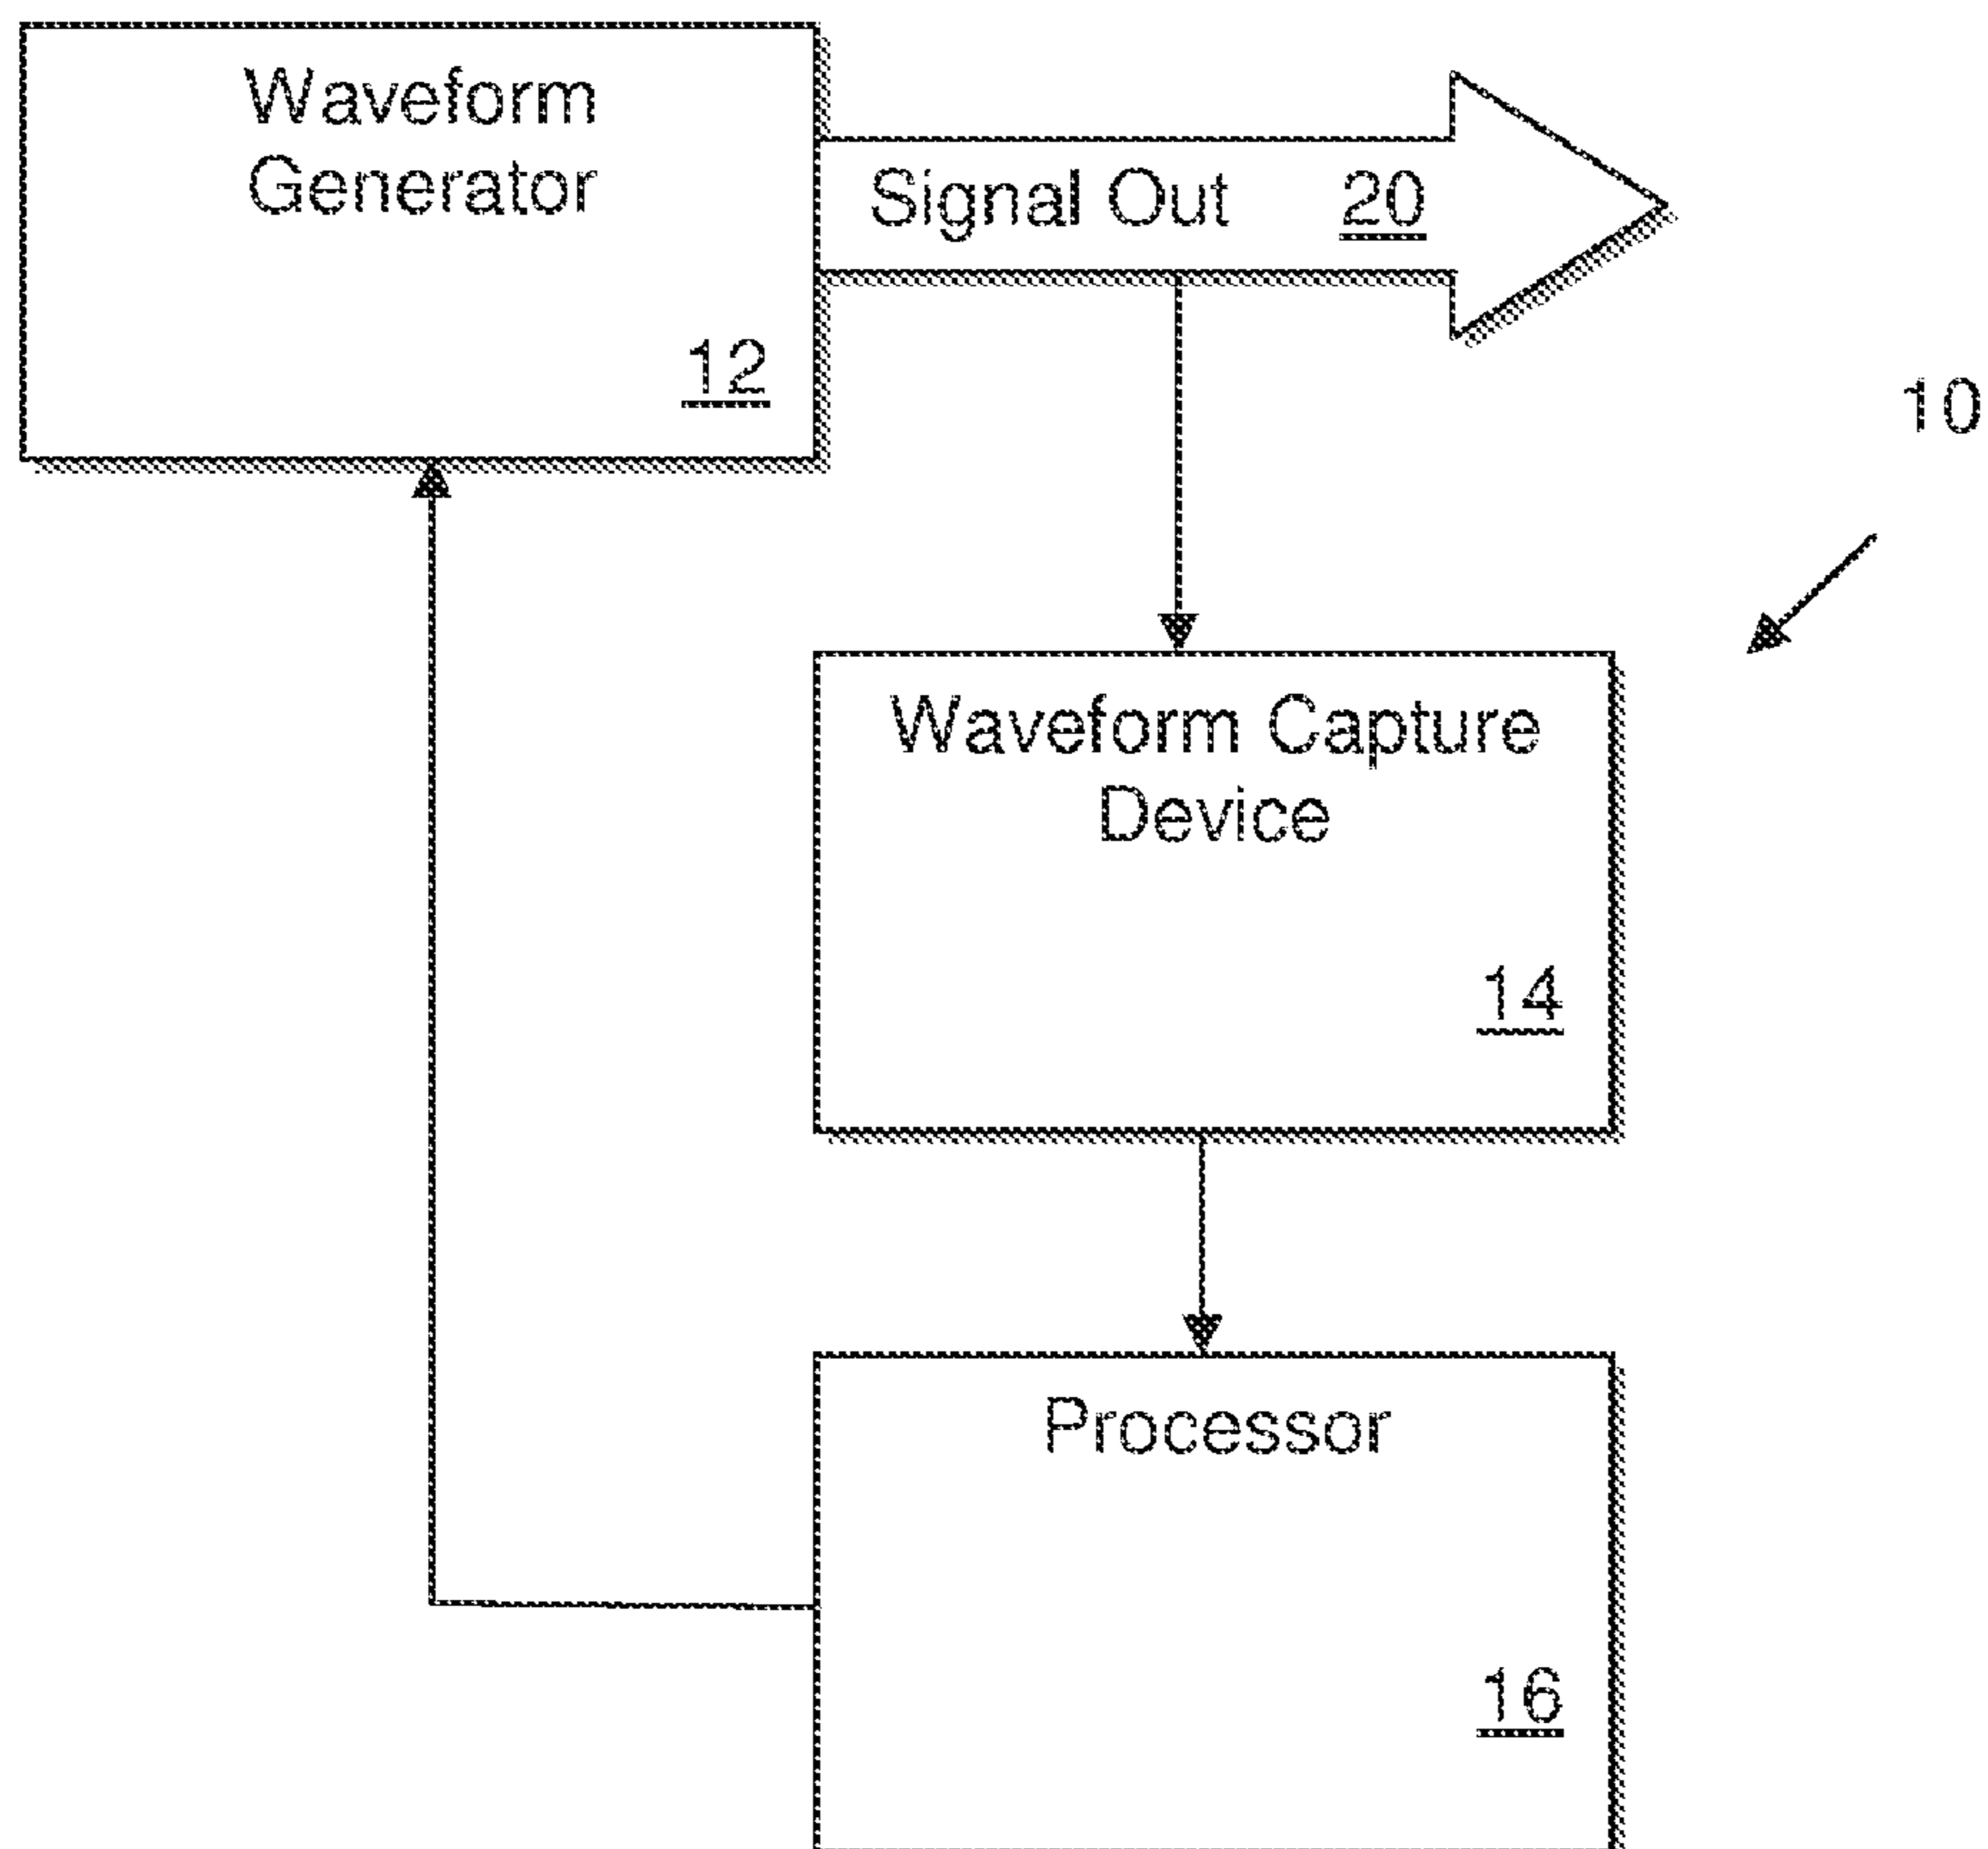 Waveform
Generator
12
Signal Out 20
10
Waveform Capture
Device
14
Processor
16